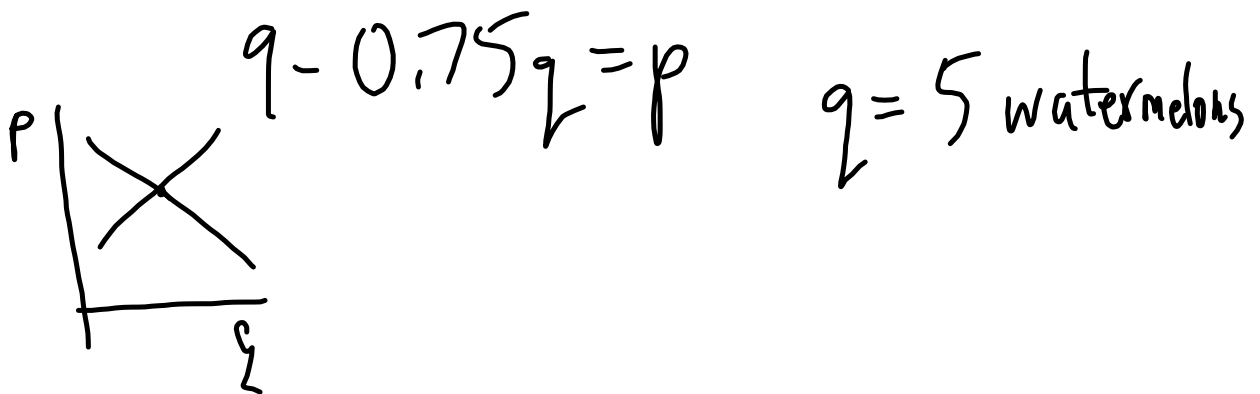 9 - 0.75q = p
q = 5 watermelons
P
q